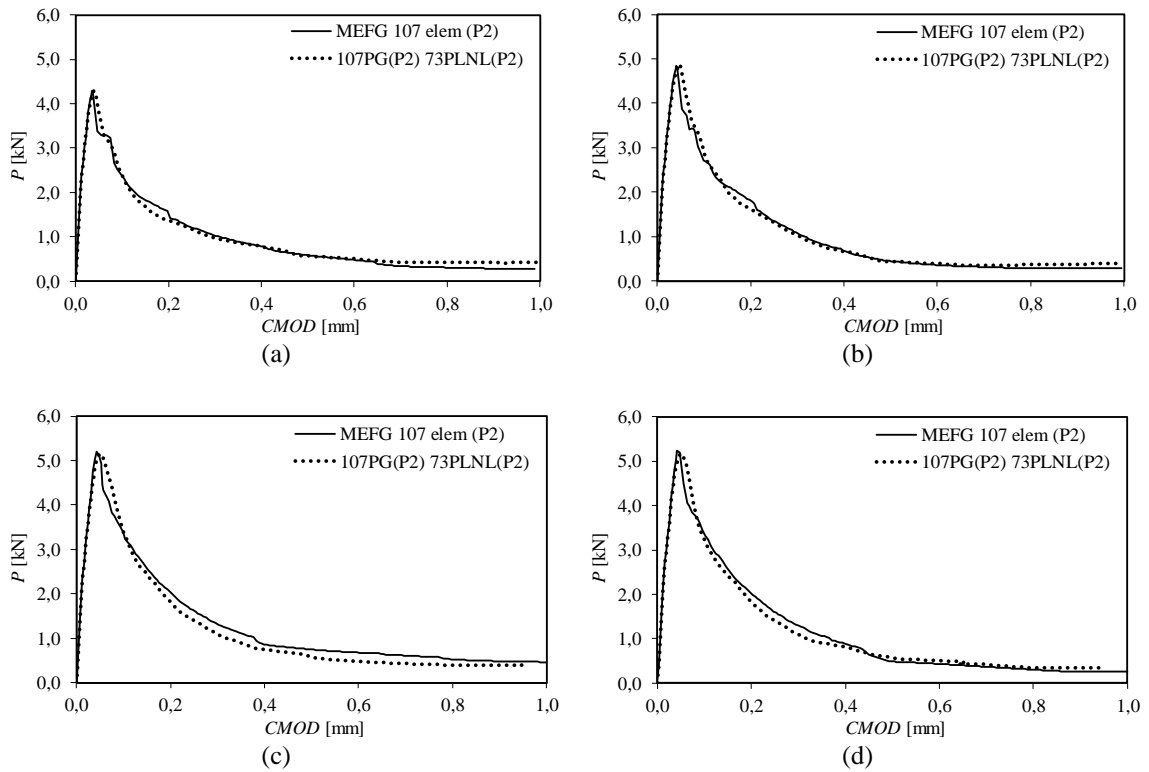 6,0
5,0
4,0
3,0
2,0
1,0
0,0
P [kN]
MEFG 107 elem (P2)
107PG(P2) 73PLNL(P2)
0,0 0,2 0,4 0,6 0,8 1,0
CMOD [mm]
(a)
6,0
5,0
4,0
3,0
2,0
1,0
0,0
P [kN]
MEFG 107 elem (P2)
107PG(P2) 73PLNL(P2)
0,0 0,2 0,4 0,6 0,8 1,0
CMOD [mm]
(b)
6,0
5,0
4,0
3,0
2,0
1,0
0,0
P [kN]
MEFG 107 elem (P2)
107PG(P2) 73PLNL(P2)
0,0 0,2 0,4 0,6 0,8 1,0
CMOD [mm]
(c)
6,0
5,0
4,0
3,0
2,0
1,0
0,0
P [kN]
MEFG 107 elem (P2)
107PG(P2) 73PLNL(P2)
0,0 0,2 0,4 0,6 0,8 1,0
CMOD [mm]
(d)